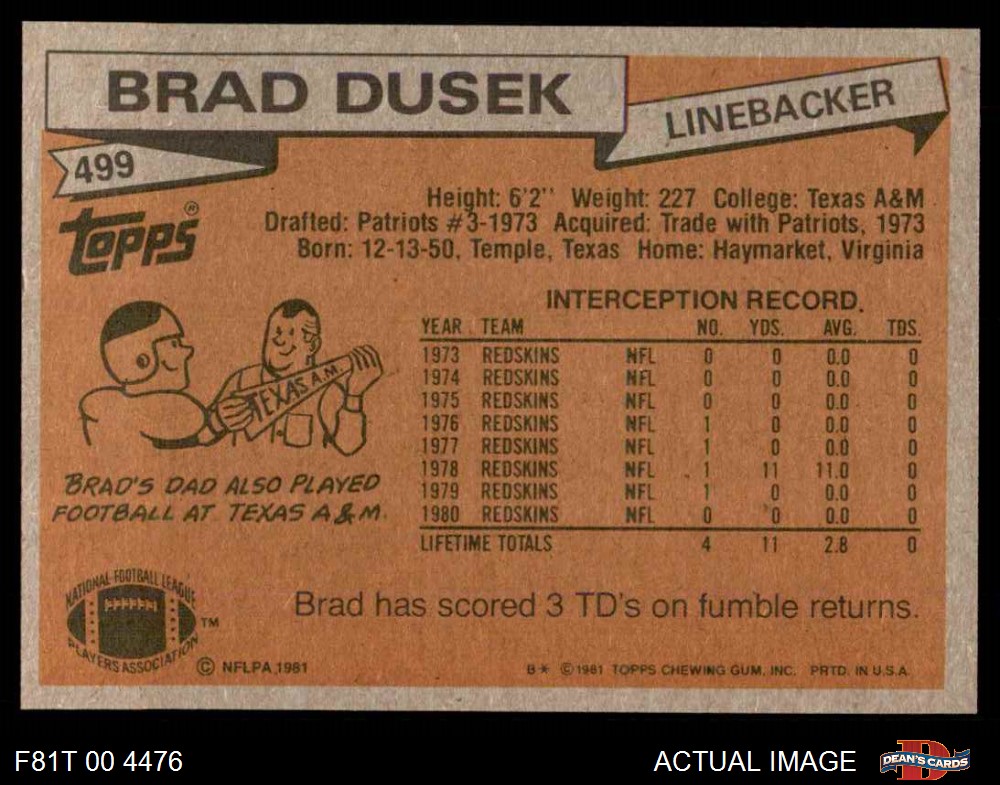 BRAD DUSEK
LINEBACKER
499
topps®
Height: 6'2'' Weight: 227 College: Texas A&M
Drafted: Patriots #3-1973 Acquired: Trade with Patriots, 1973
Born: 12-13-50, Temple, Texas Home: Haymarket, Virginia
TEXAS A.M.
BRAD'S DAD ALSO PLAYED
FOOTBALL AT TEXAS A & M.
INTERCEPTION RECORD.
YEAR TEAM NO. YDS. AVG. TDS.
1973 REDSKINS NFL 0 0 0.0 0
1974 REDSKINS NFL 0 0 0.0 0
1975 REDSKINS NFL 0 0 0.0 0
1976 REDSKINS NFL 1 0 0.0 0
1977 REDSKINS NFL 1 0 0.0 0
1978 REDSKINS NFL 1 11 11.0 0
1979 REDSKINS NFL 1 0 0.0 0
1980 REDSKINS NFL 0 0 0.0 0
LIFETIME TOTALS 4 11 2.8 0
Brad has scored 3 TD's on fumble returns.
NATIONAL FOOTBALL LEAGUE
PLAYERS ASSOCIATION
TM
© NFLPA 1981
B* ©1981 TOPPS CHEWING GUM, INC. PRTD. IN U.S.A.
F81T 00 4476
ACTUAL IMAGE
D
DEAN'S CARDS